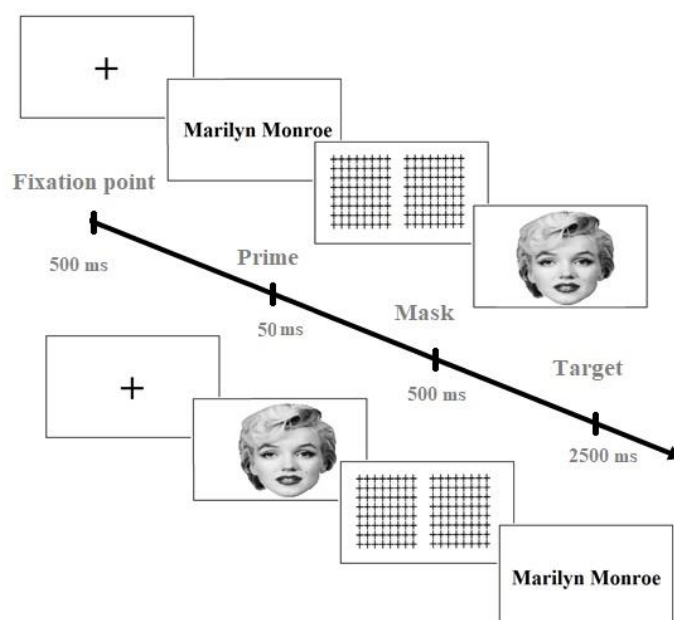 Marilyn Monroe
Fixation point
500 ms
Prime
50 ms
Mask
500 ms
Target
2500 ms
Marilyn Monroe